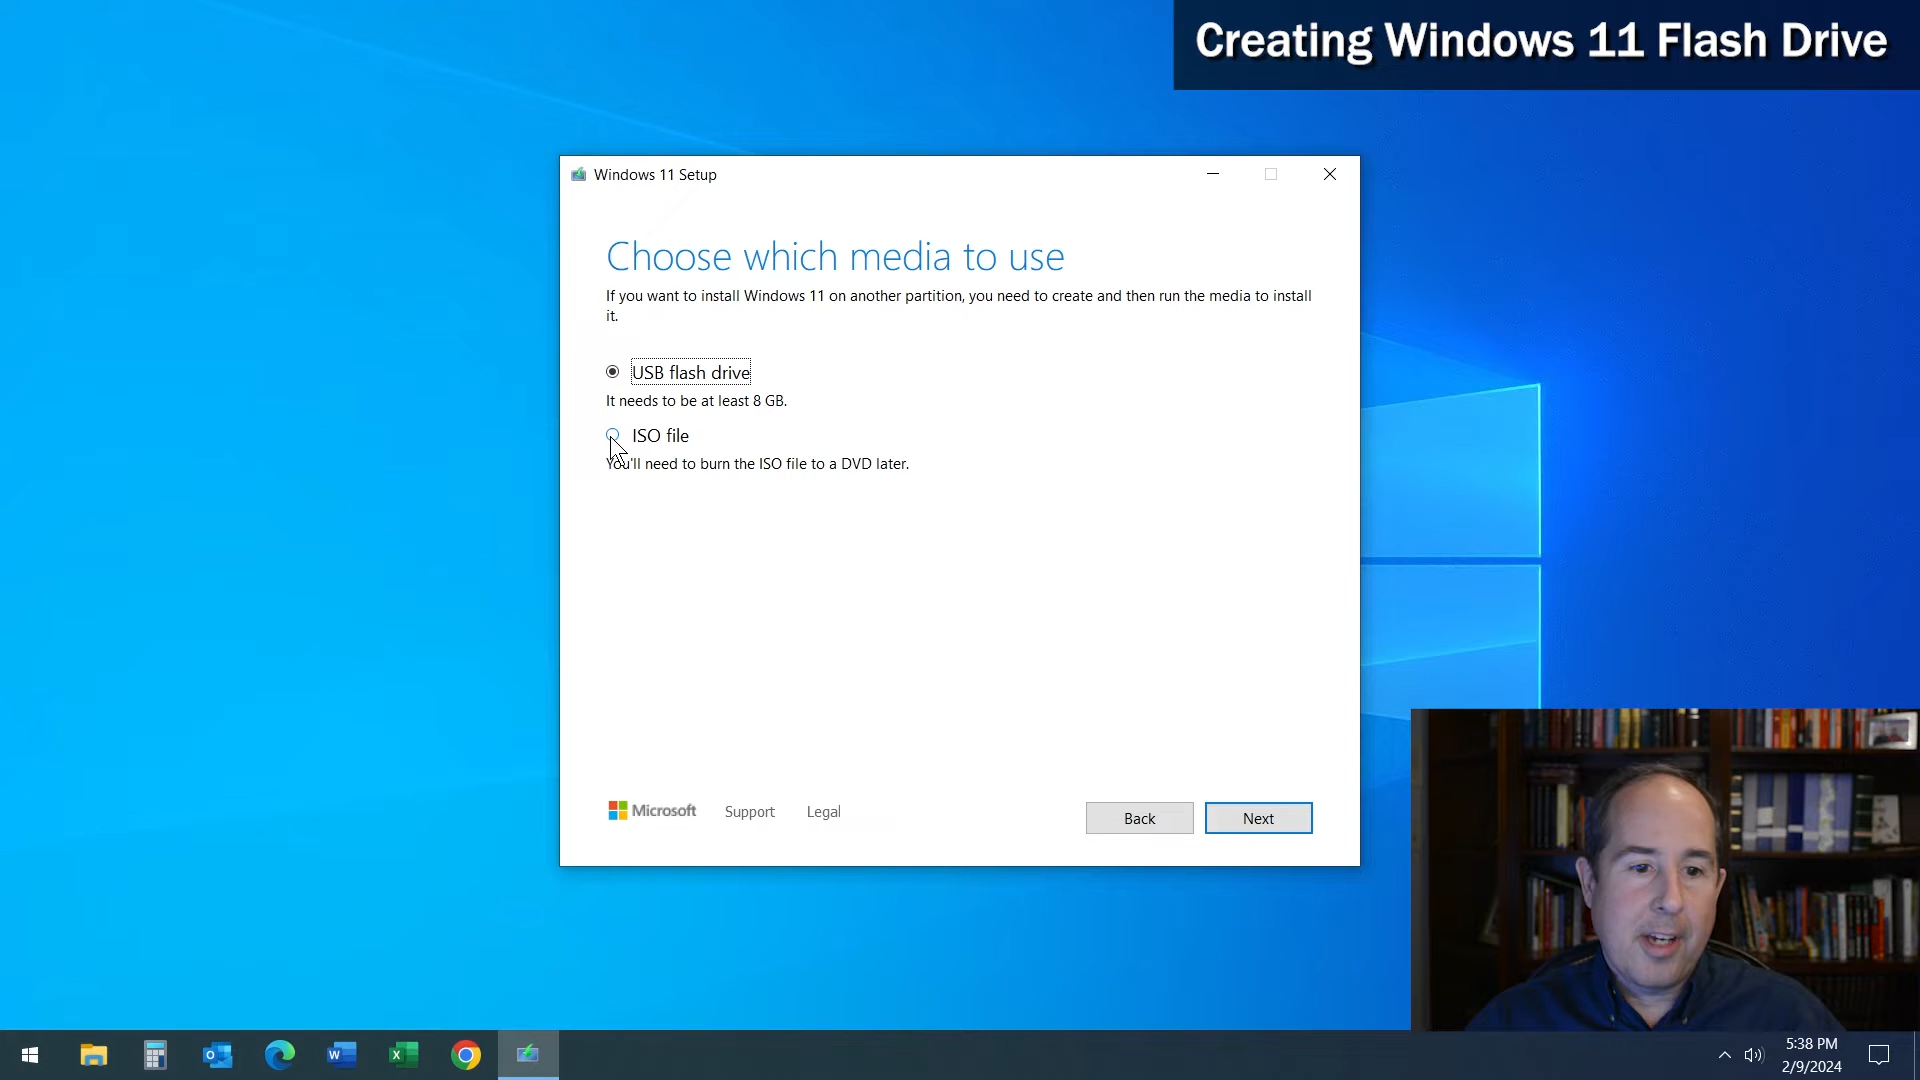 Creating Windows 11 Flash Drive
Windows 11 Setup
Choose which media to use
If you want to install Windows 11 on another partition, you need to create and then run the media to install
it.
USB flash drive
It needs to be at least 8 GB.
ISO file
You'll need to burn the ISO file to a DVD later.
Microsoft
Support
Legal
Back
Next
5:38 PM
2/9/2024